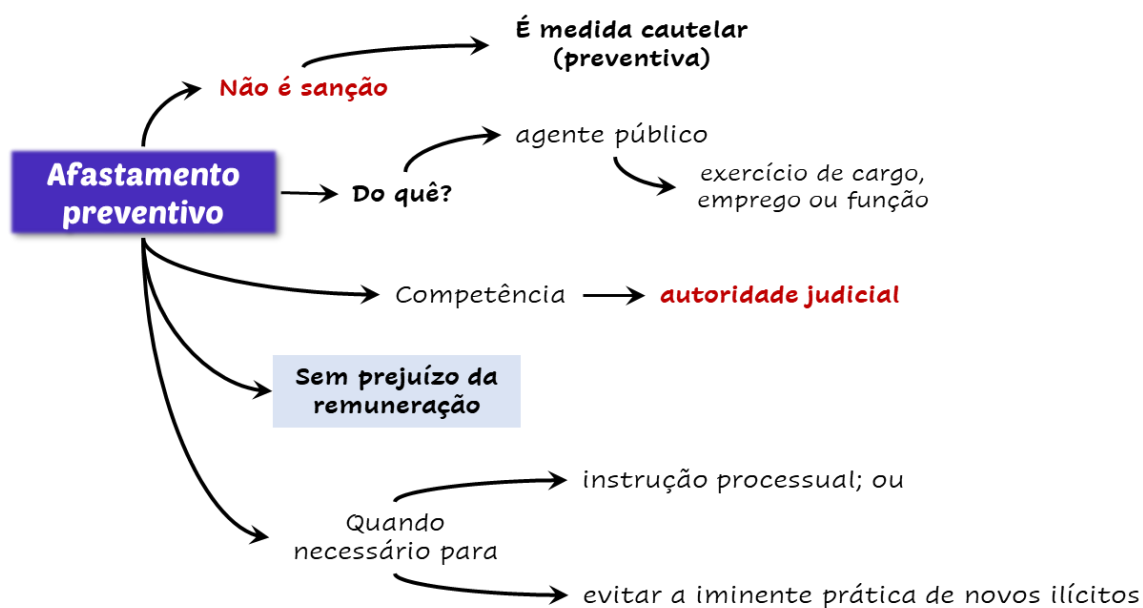 É medida cautelar
(preventiva)
Não é sanção
Afastamento
preventivo
Do quê?
agente público
exercício de cargo,
emprego ou função
Competência
autoridade judicial
Sem prejuízo da
remuneração
Quando
necessário para
instrução processual; ou
evitar a iminente prática de novos ilícitos